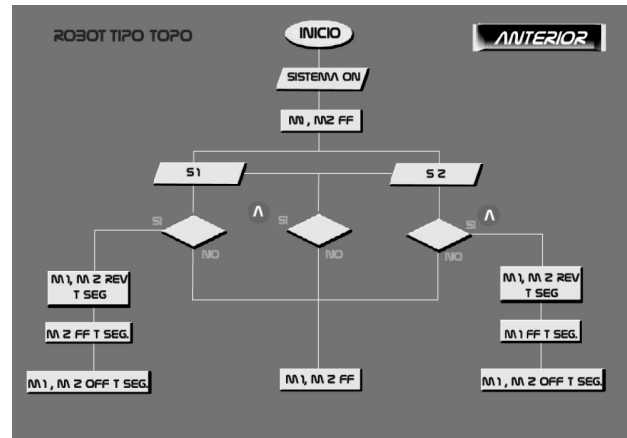 ROBOT TIPO TOPO
INICIO
ANTERIOR
SISTEMA ON
M1, M2 FF
S1
S2
SI
Λ
SI
SI
Λ
NO
NO
NO
M1, M2 REV
T SEG
M1, M2 REV
T SEG
M2 FF T SEG.
M1 FF T SEG.
M1, M2 OFF T SEG.
M1, M2 FF
M1, M2 OFF T SEG.